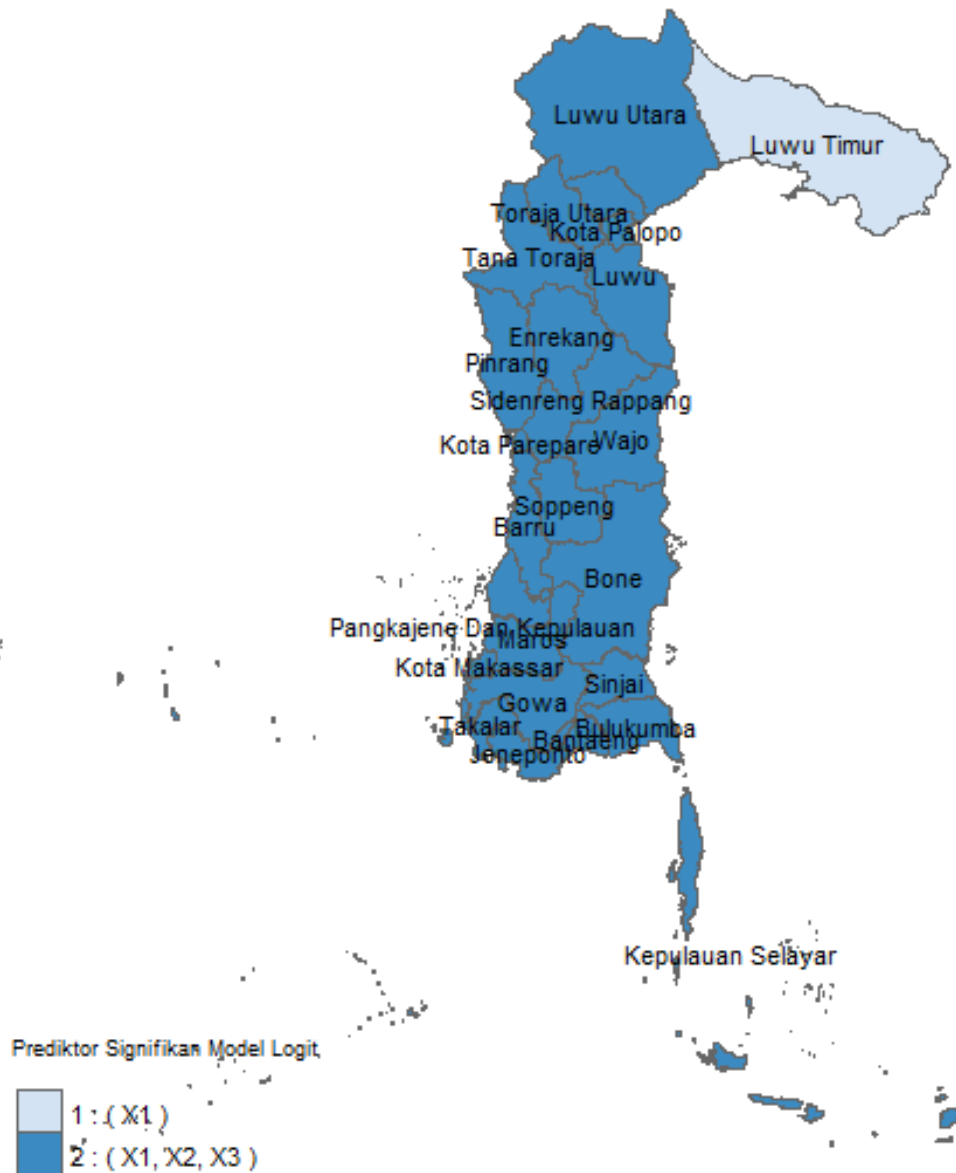 Luwu Utara
Luwu Timur
Toraja Utara
Kota Palopo
Tana Toraja
Luwu
Enrekang
Pinrang
Sidenreng Rappang
Kota Parepare
Wajo
Soppeng
Barru
Bone
Pangkajene Dan Kepulauan
Maros
Kota Makassar
Sinjai
Gowa
Takalar
Bulukumba
Bantaeng
Jeneponto
Kepulauan Selayar
Prediktor Signifikan Model Logit
1 : ( X1 )
2 : ( X1, X2, X3 )